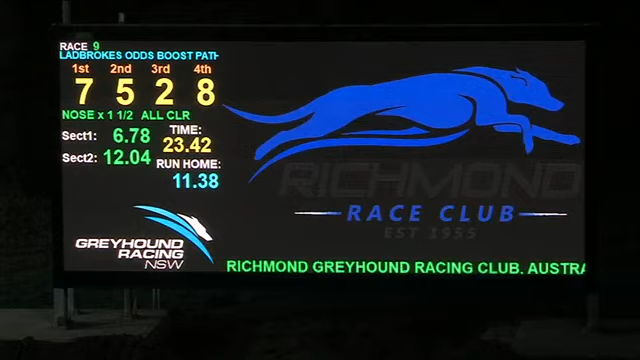 RACE 9
LADBROKES ODDS BOOST PATH
1st 2nd 3rd 4th
7 5 2 8
NOSE x 1 1/2 ALL CLR
Sect1: 6.78
Sect2: 12.04
TIME:
23.42
RUN HOME:
11.38
GREYHOUND
RACING
NSW
RICHMOND
RACE CLUB
EST 1955
RICHMOND GREYHOUND RACING CLUB. AUSTRA